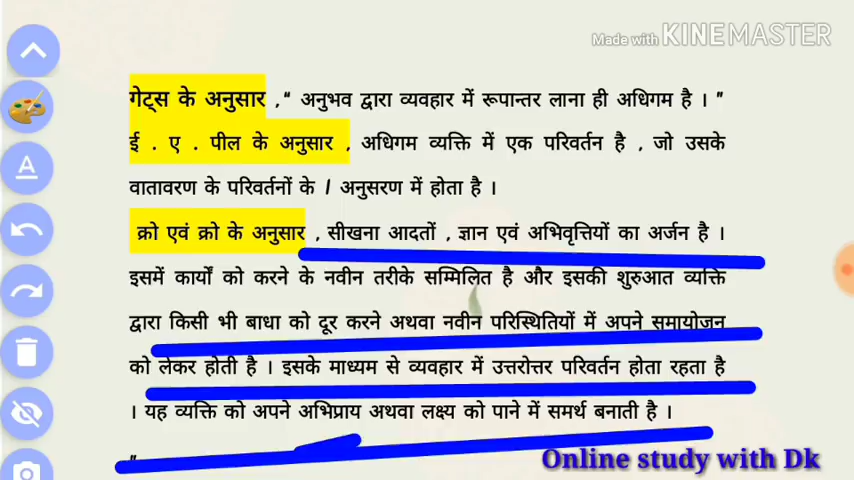 Made with KINEMASTER
गेट्स के अनुसार ,“ अनुभव द्वारा व्यवहार में रूपान्तर लाना ही अधिगम है । ”
ई . ए . पील के अनुसार , अधिगम व्यक्ति में एक परिवर्तन है , जो उसके
वातावरण के परिवर्तनों के / अनुसरण में होता है ।
क्रो एवं क्रो के अनुसार , सीखना आदतों , ज्ञान एवं अभिवृत्तियों का अर्जन है ।
इसमें कार्यों को करने के नवीन तरीके सम्मिलित है और इसकी शुरुआत व्यक्ति
द्वारा किसी भी बाधा को दूर करने अथवा नवीन परिस्थितियों में अपने समायोजन
को लेकर होती है । इसके माध्यम से व्यवहार में उत्तरोत्तर परिवर्तन होता रहता है
। यह व्यक्ति को अपने अभिप्राय अथवा लक्ष्य को पाने में समर्थ बनाती है ।
”
Online study with Dk